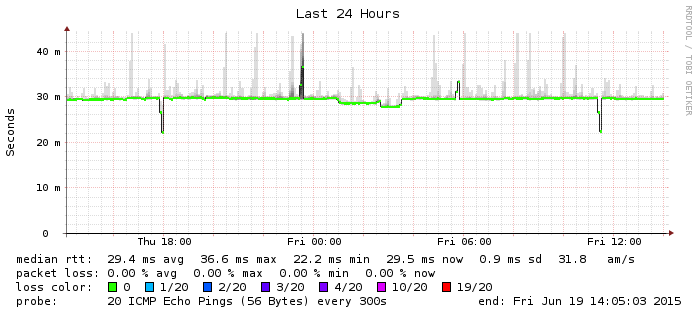 Last 24 Hours
RRDTOOL / TOBI OETIKER
Seconds
40 m
30 m
20 m
10 m
0
Thu 18:00 Fri 00:00 Fri 06:00 Fri 12:00
median rtt: 29.4 ms avg 36.6 ms max 22.2 ms min 29.5 ms now 0.9 ms sd 31.8 am/s
packet loss: 0.00 % avg 0.00 % max 0.00 % min 0.00 % now
loss color: 0 1/20 2/20 3/20 4/20 10/20 19/20
probe: 20 ICMP Echo Pings (56 Bytes) every 300s end: Fri Jun 19 14:05:03 2015